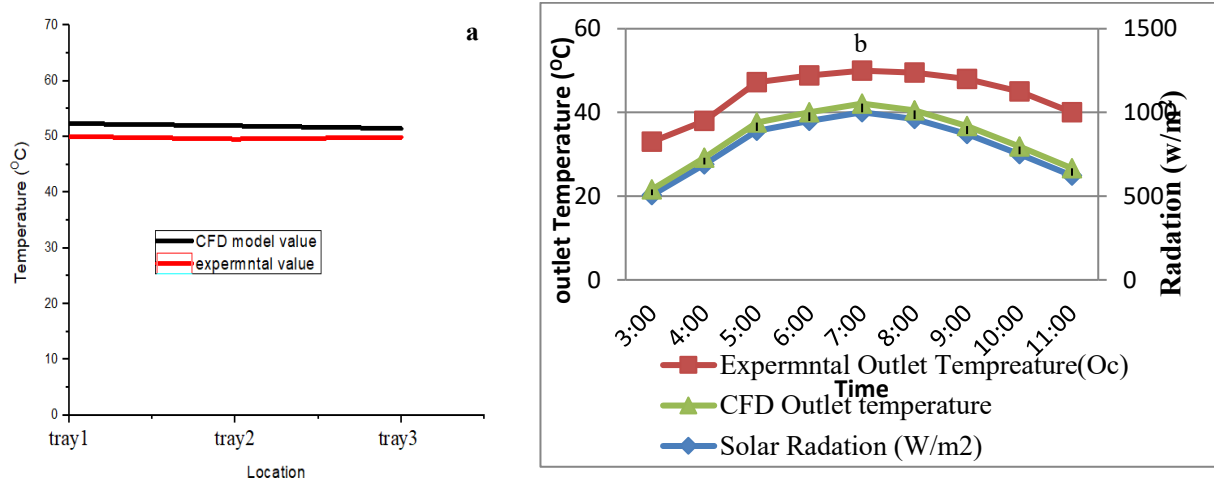 a
70
60
50
40
30
20
10
0
Temperature (OC)
CFD model value
expermntal value
tray1 tray2 tray3
Location
b
60
40
20
0
outlet Temperature (OC)
1500
1000
500
0
Radation (w/m2)
3:00 4:00 5:00 6:00 7:00 8:00 9:00 10:00 11:00
Time
Expermntal Outlet Tempreature(Oc)
CFD Outlet temperature
Solar Radation (W/m2)